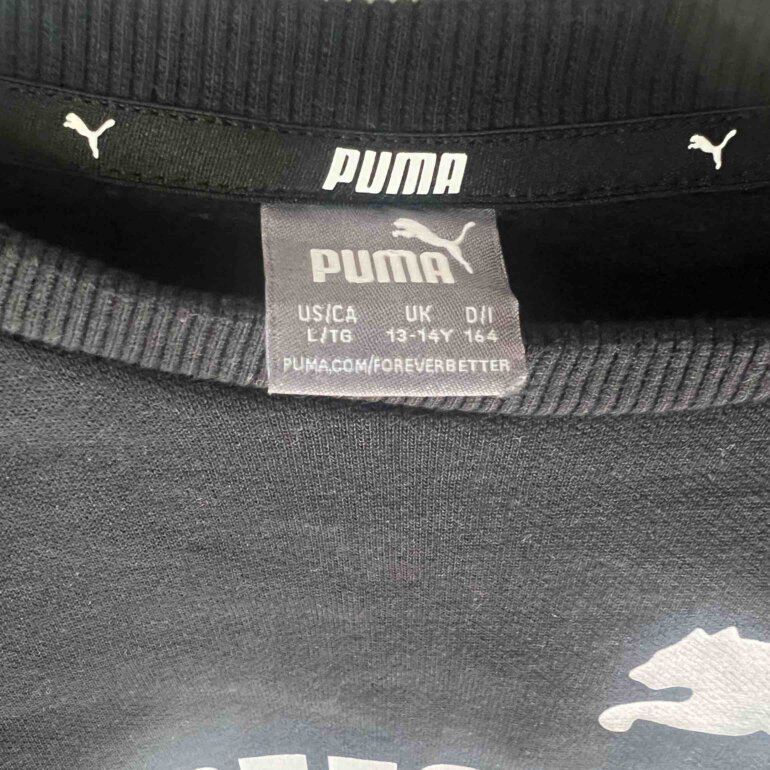 PUMA
PUMA
US/CA UK D/I
L/TG 13-14Y 164
PUMA.COM/FOREVERBETTER